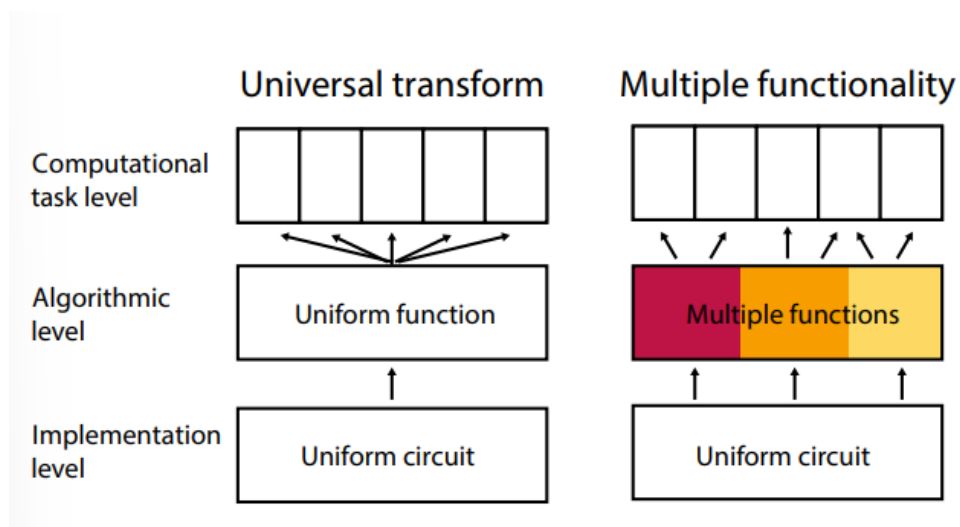 Universal transform
Multiple functionality
Computational
task level
Algorithmic
level
Uniform function
Multiple functions
Implementation
level
Uniform circuit
Uniform circuit